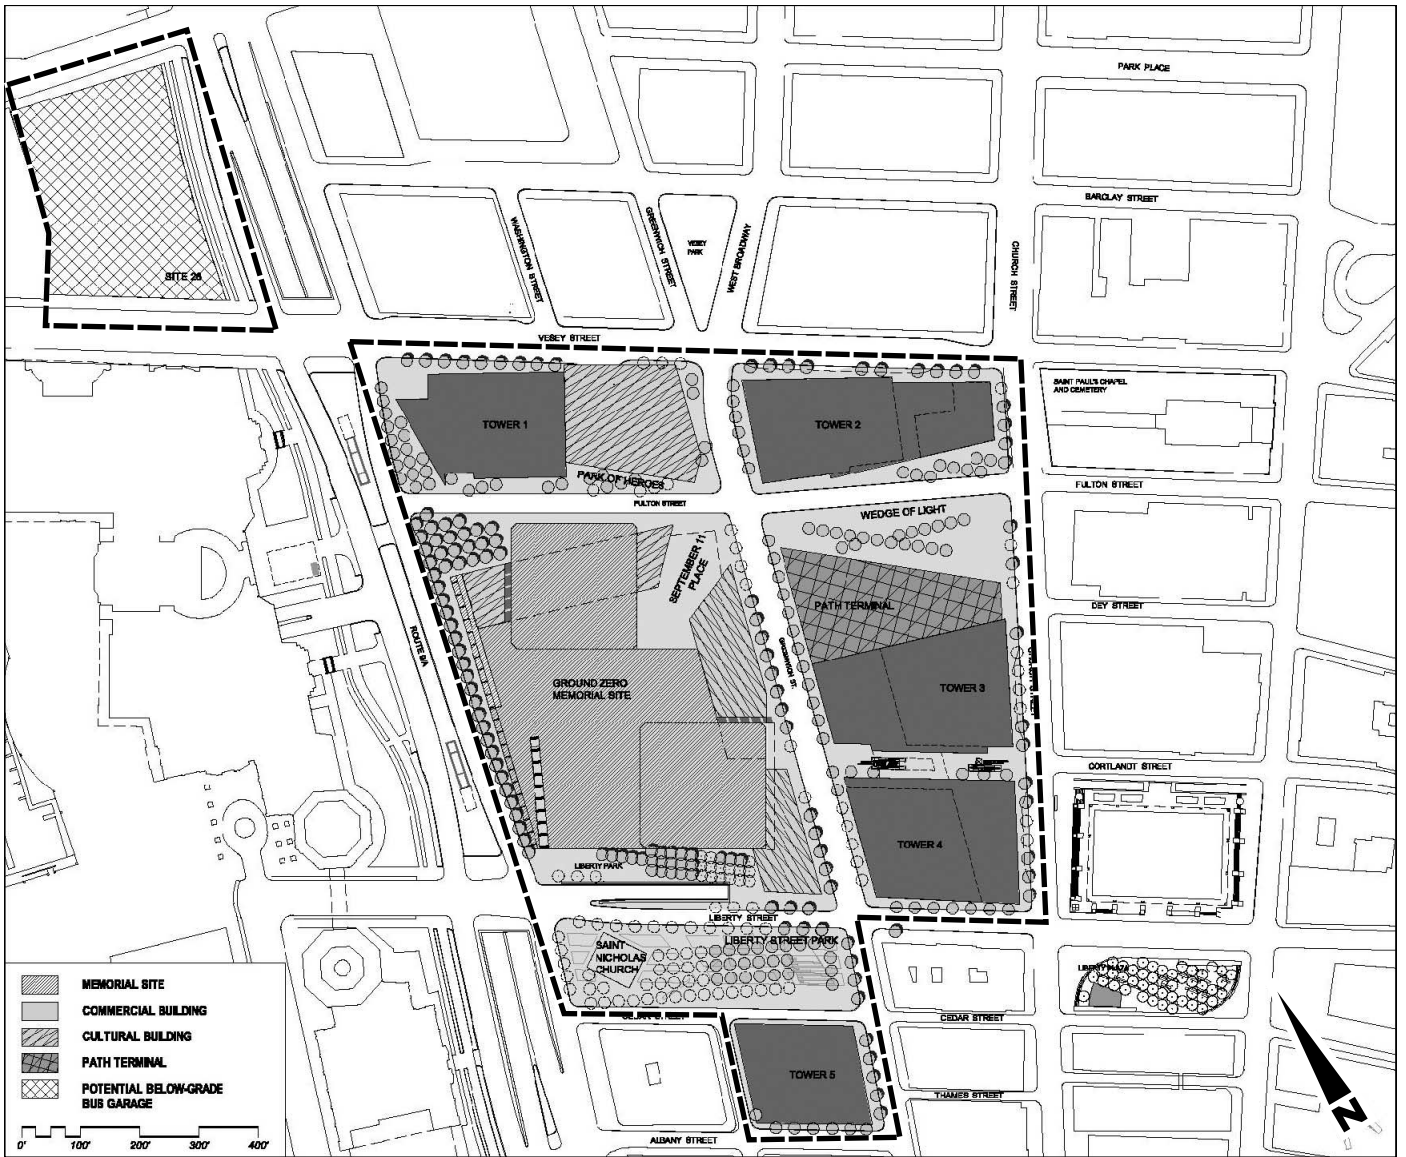 PARK PLACE
BARCLAY STREET
WASHINGTON STREET
GREENWICH STREET
VESEY
PARK
WEST BROADWAY
CHURCH STREET
SITE 26
VESEY STREET
SAINT PAUL'S CHAPEL
AND CEMETERY
TOWER 1
TOWER 2
PARK OF HEROES
FULTON STREET
FULTON STREET
WEDGE OF LIGHT
SEPTEMBER 11
PLACE
PATH TERMINAL
DEY STREET
ROUTE 9A
GREENWICH ST.
GROUND ZERO
MEMORIAL SITE
TOWER 3
CORTLANDT STREET
TOWER 4
LIBERTY PARK
LIBERTY STREET
LIBERTY STREET PARK
SAINT
NICHOLAS
CHURCH
LIBERTY PLAZA
CEDAR STREET
CEDAR STREET
TOWER 5
THAMES STREET
ALBANY STREET
MEMORIAL SITE
COMMERCIAL BUILDING
CULTURAL BUILDING
PATH TERMINAL
POTENTIAL BELOW-GRADE
BUS GARAGE
0' 100' 200' 300' 400'
N